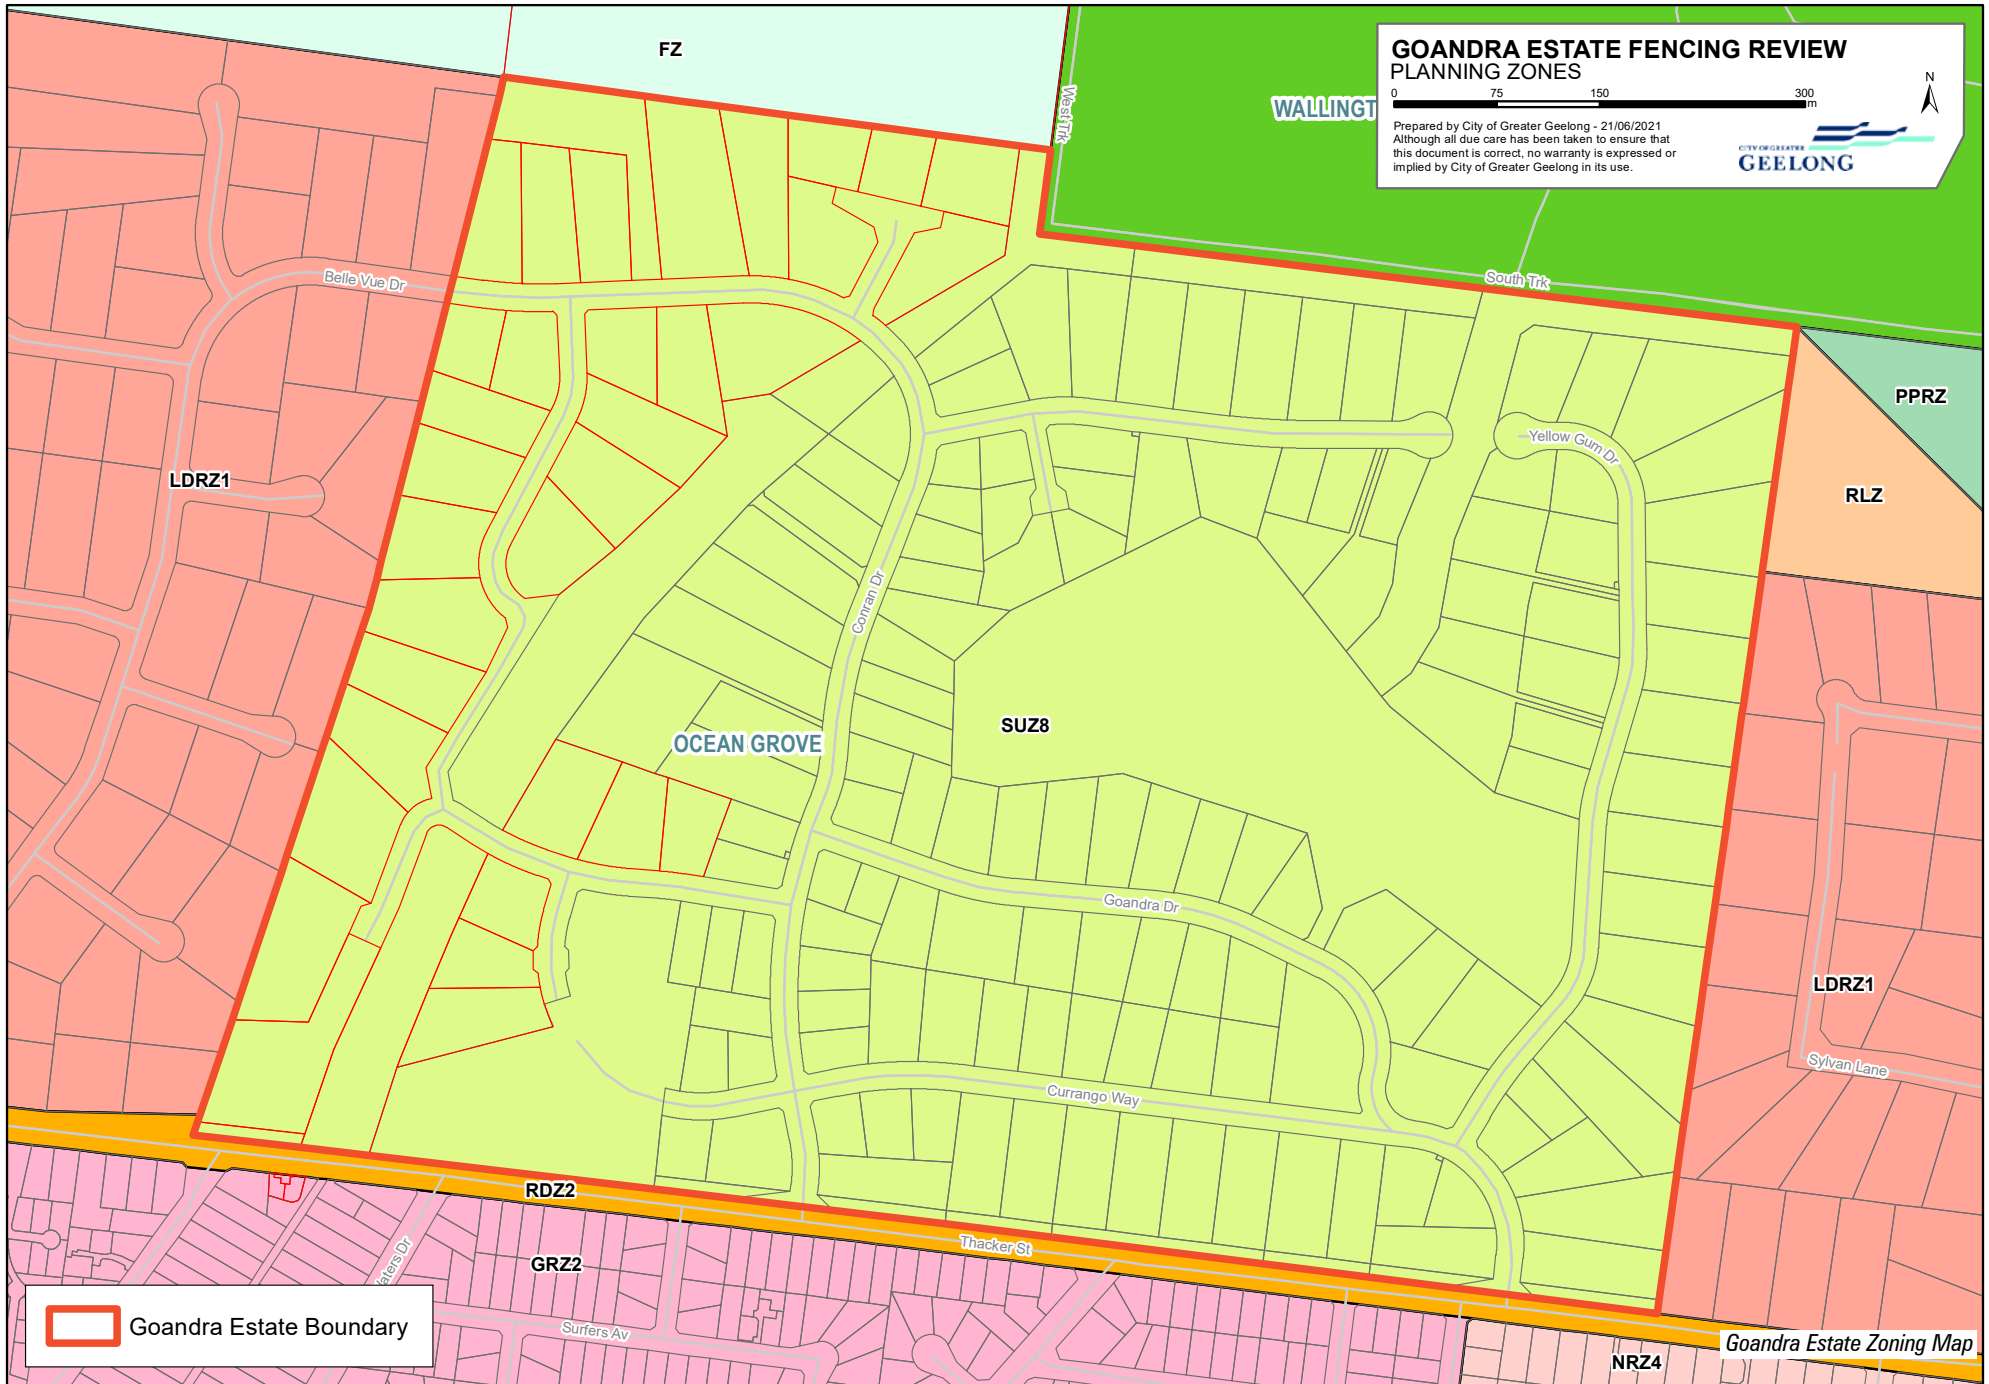 FZ
GOANDRA ESTATE FENCING REVIEW
PLANNING ZONES
0 75 150 300
m
N
Prepared by City of Greater Geelong - 21/06/2021
Although all due care has been taken to ensure that
this document is correct, no warranty is expressed or
implied by City of Greater Geelong in its use.
CITY OF GREATER
GEELONG
West Trk
WALLINGT
South Trk
Belle Vue Dr
PPRZ
Yellow Gum Dr
LDRZ1
RLZ
Conran Dr
SUZ8
OCEAN GROVE
Goandra Dr
LDRZ1
Sylvan Lane
Currango Way
RDZ2
Thacker St
GRZ2
aters Dr
Surfers Av
Goandra Estate Boundary
Goandra Estate Zoning Map
NRZ4